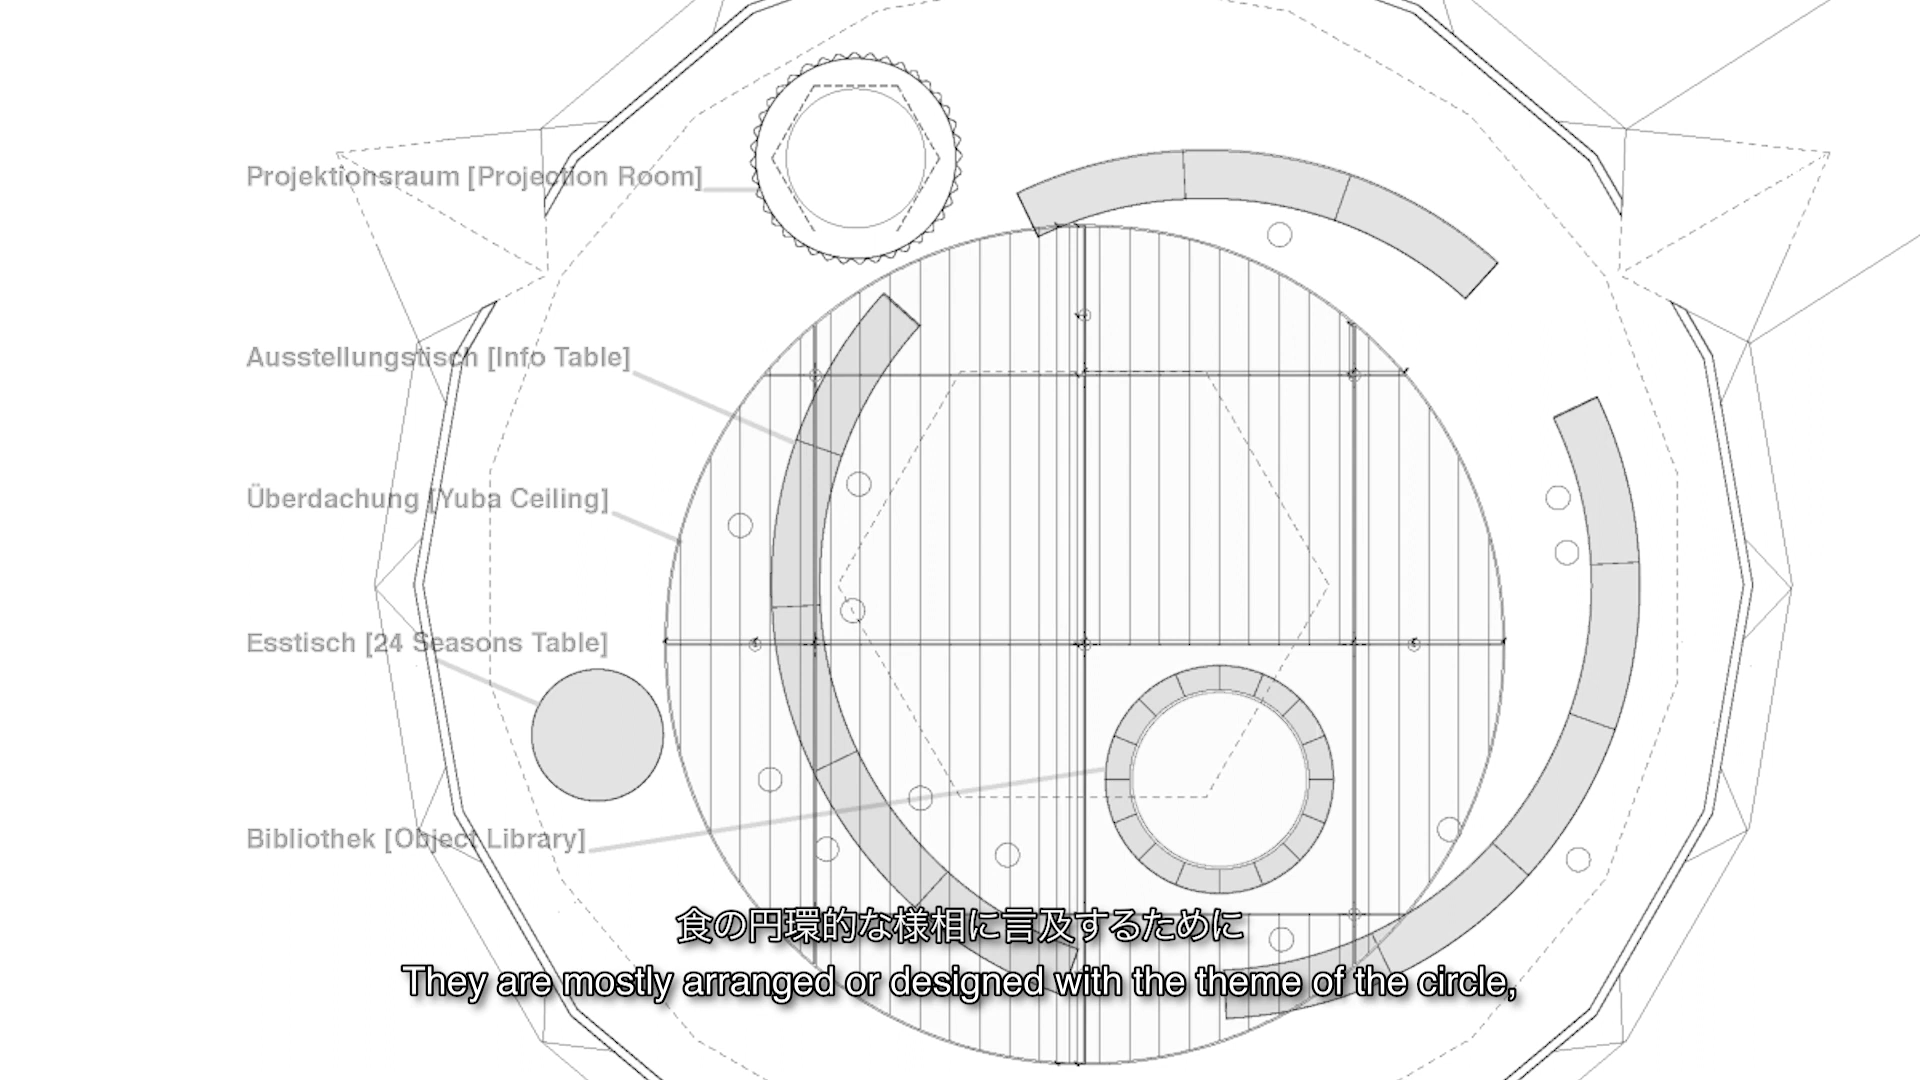 Projektionsraum [Projection Room]
Ausstellungstisch [Info Table]
Überdachung [Yuba Ceiling]
Esstisch [24 Seasons Table]
Bibliothek [Object Library]
食の円環的な様相に言及するために
They are mostly arranged or designed with the theme of the circle,